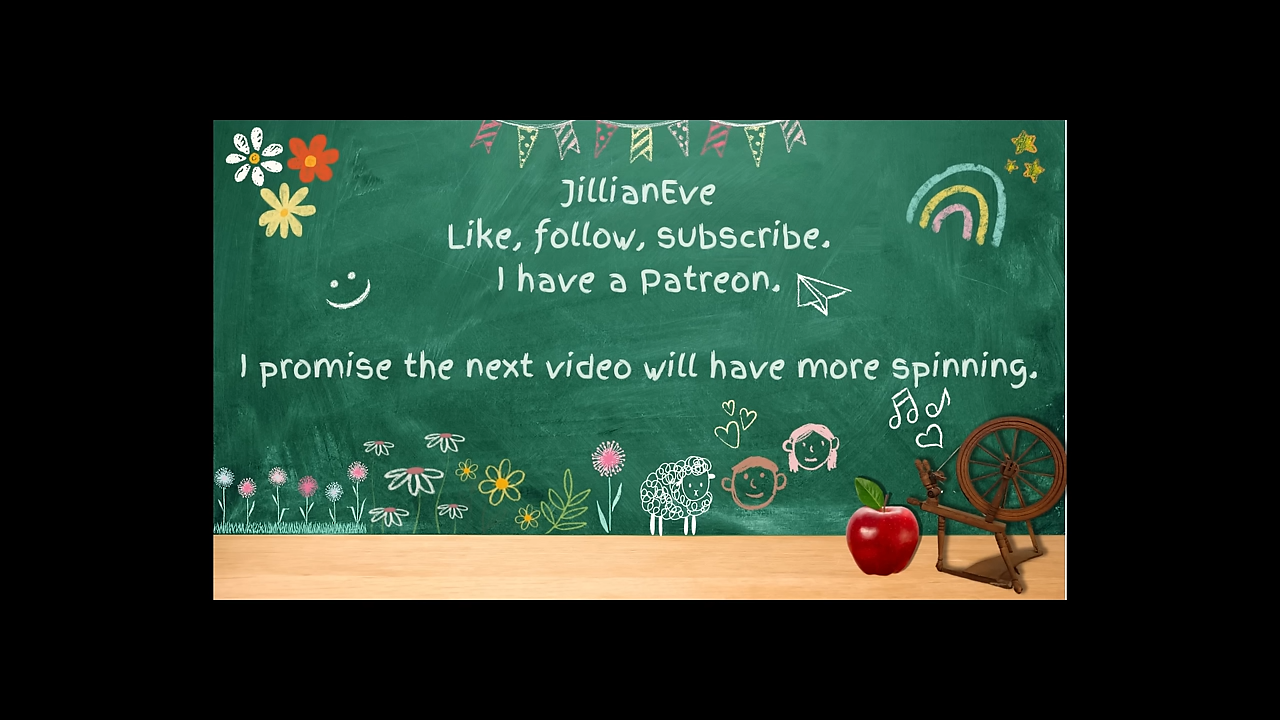 JillianEve
Like, follow, subscribe.
I have a Patreon.
I promise the next video will have more spinning.